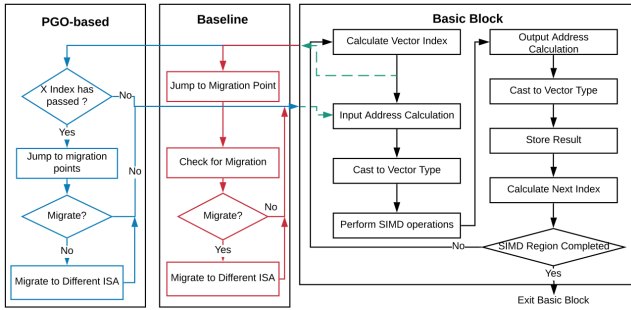 PGO-based
X Index has
passed ?
No
Yes
Jump to migration
points
No
Migrate?
No
Migrate to Different ISA
Baseline
Jump to Migration Point
Check for Migration
No
Migrate?
Yes
Migrate to Different ISA
Basic Block
Calculate Vector Index
Input Address Calculation
Cast to Vector Type
Perform SIMD operations
Output Address
Calculation
Cast to Vector Type
Store Result
Calculate Next Index
No
SIMD Region Completed
Yes
Exit Basic Block